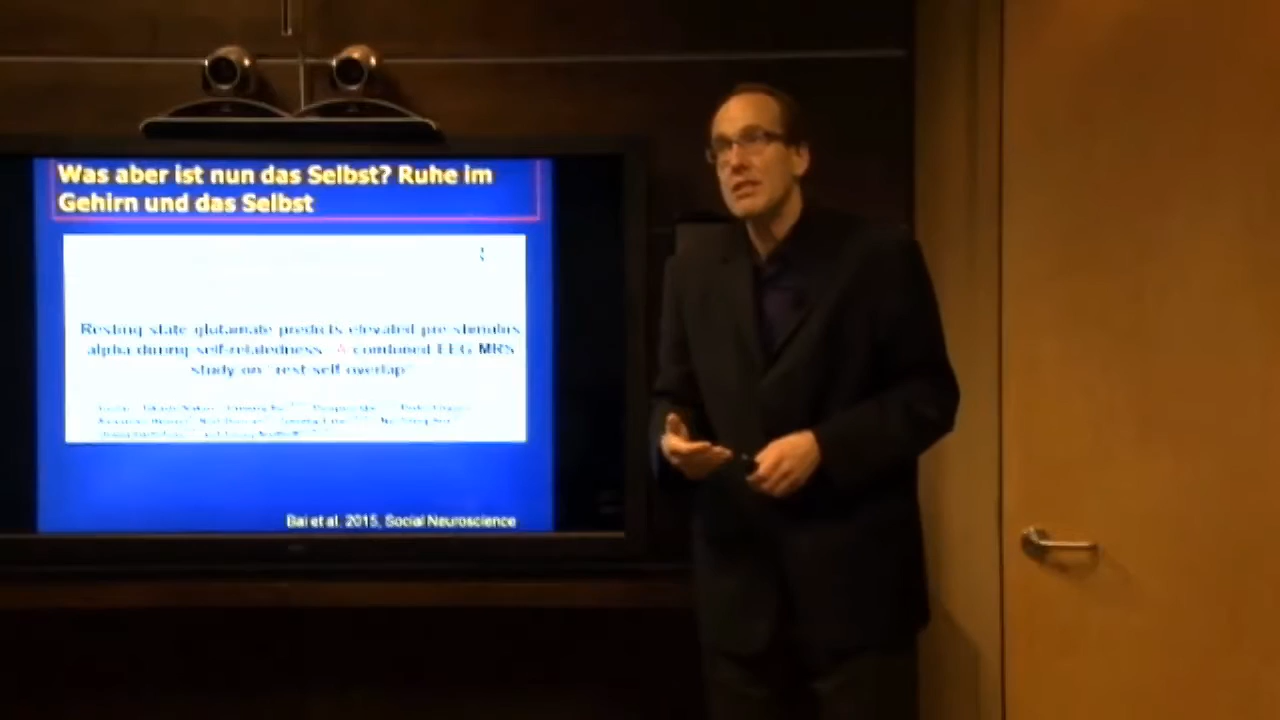 Was aber ist nun das Selbst? Ruhe im
Gehirn und das Selbst
Resting state glutamate predicts elevated pre-stimulus
alpha during self-relatedness: A combined EEG-MRS
study on "rest-self overlap"
Bai et al. 2015, Social Neuroscience